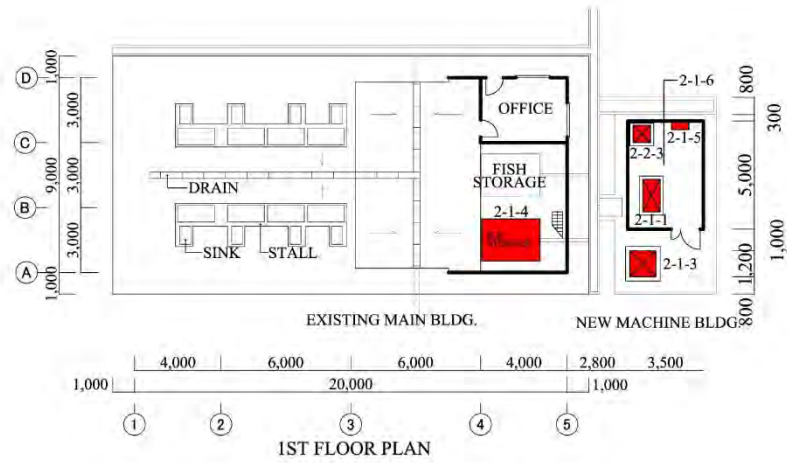 D
C
B
A
1,000
3,000
9,000
3,000
1,000
OFFICE
FISH
STORAGE
2-1-4
DRAIN
SINK
STALL
2-1-6
2-2-3
2-1-5
2-1-1
2-1-3
800
300
5,000
1,000
1,200
800
EXISTING MAIN BLDG.
NEW MACHINE BLDG.
4,000
6,000
6,000
4,000
2,800
3,500
1,000
20,000
1,000
1
2
3
4
5
1ST FLOOR PLAN